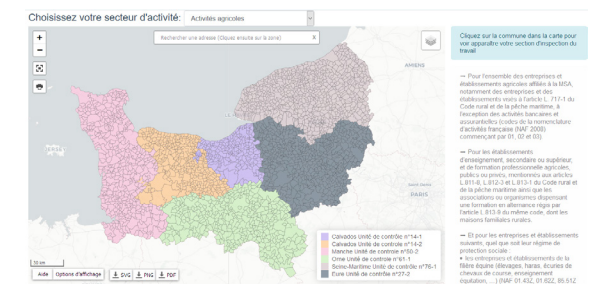 Choisissez votre secteur d'activité: Activités agricoles
Rechercher une adresse (Cliquez ensuite sur la zone) X
AMIENS
Saint-Denis
PARIS
50 km
Aide Options d'affichage SVG PNG PDF
Calvados Unité de contrôle n°14-1
Calvados Unité de contrôle n°14-2
Manche Unité de contrôle n°50-2
Orne Unité de contrôle n°61-1
Seine-Maritime Unité de contrôle n°76-1
Eure Unité de contrôle n°27-2
Cliquez sur la commune dans la carte pour
voir apparaitre votre section d'inspection du
travail
— Pour l'ensemble des entreprises et
établissements agricoles affiliés à la MSA,
notamment des entreprises et des
établissements visés à l'article L. 717-1 du
Code rural et de la pêche maritime, à
l'exception des activités bancaires et
assurantielles (codes de la nomenclature
d'activités française (NAF 2008)
commençant par 01, 02 et 03)
— Pour les établissements
d'enseignement, secondaire ou supérieur,
et de formation professionnelle agricoles,
publics ou privés, mentionnés aux articles
L.811-8, L.812-3 et L.813-1 du Code rural et
de la pêche maritime ainsi que les
associations ou organismes dispensant
une formation en alternance régis par
l'article L.813-9 du même code, dont les
maisons familiales rurales.
— Et pour les entreprises et établissements
suivants, quel que soit leur régime de
protection sociale :
• les entreprises et établissements de la
filière équine (élevages, haras, écuries de
chevaux de course, enseignement
équitation, ...) (NAF 01.43Z, 01.62Z, 85.51Z